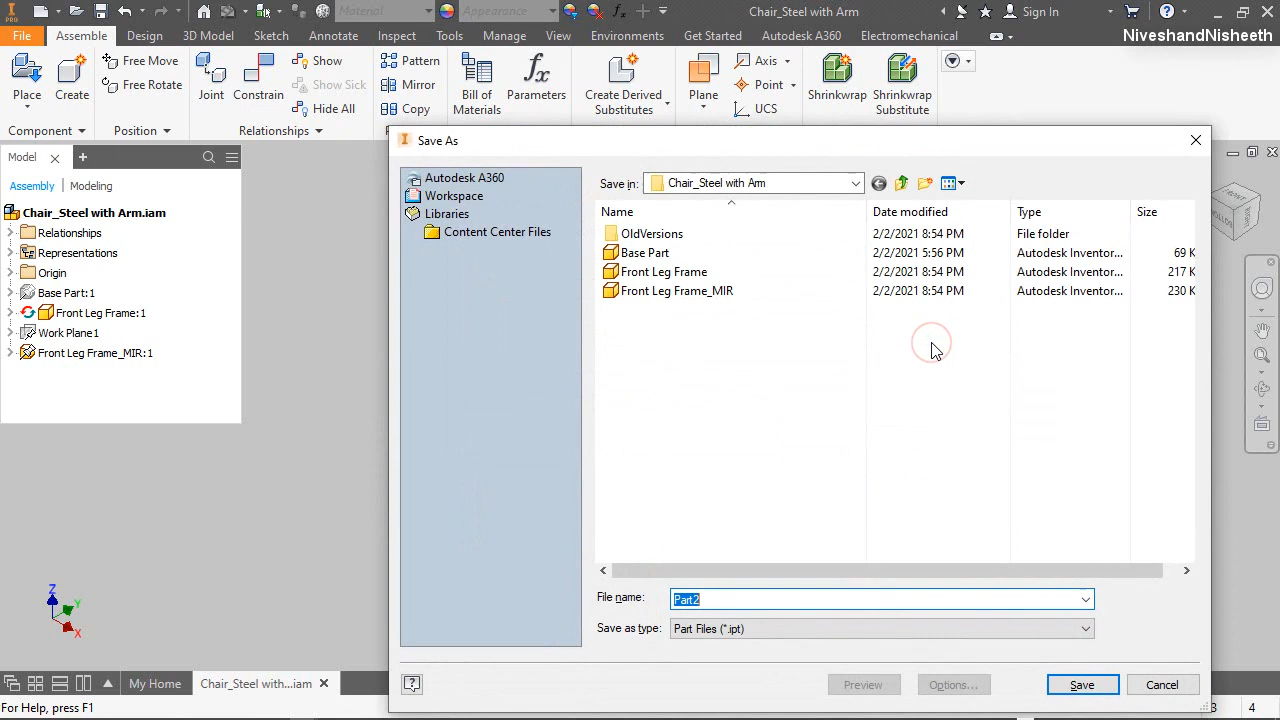 PRO
Material
Appearance
Chair_Steel with Arm
Sign In
File
Assemble
Design
3D Model
Sketch
Annotate
Inspect
Tools
Manage
View
Environments
Get Started
Autodesk A360
Electromechanical
NiveshandNisheeth
Place
Create
Free Move
Free Rotate
Joint
Constrain
Show
Show Sick
Hide All
Pattern
Mirror
Copy
Bill of
Materials
fx
Parameters
Create Derived
Substitutes
Plane
Axis
Point
UCS
Shrinkwrap
Shrinkwrap
Substitute
Component
Position
Relationships
Model
Assembly
Modeling
Chair_Steel with Arm.iam
Relationships
Representations
Origin
Base Part:1
Front Leg Frame:1
Work Plane1
Front Leg Frame_MIR:1
Save As
Autodesk A360
Workspace
Libraries
Content Center Files
Save in:
Chair_Steel with Arm
Name
Date modified
Type
Size
OldVersions
2/2/2021 8:54 PM
File folder
Base Part
2/2/2021 5:56 PM
Autodesk Inventor...
69 K
Front Leg Frame
2/2/2021 8:54 PM
Autodesk Inventor...
217 K
Front Leg Frame_MIR
2/2/2021 8:54 PM
Autodesk Inventor...
230 K
File name:
Part2
Save as type:
Part Files (*.ipt)
Preview
Options...
Save
Cancel
Z
Y
X
My Home
Chair_Steel with...iam
For Help, press F1
3
4